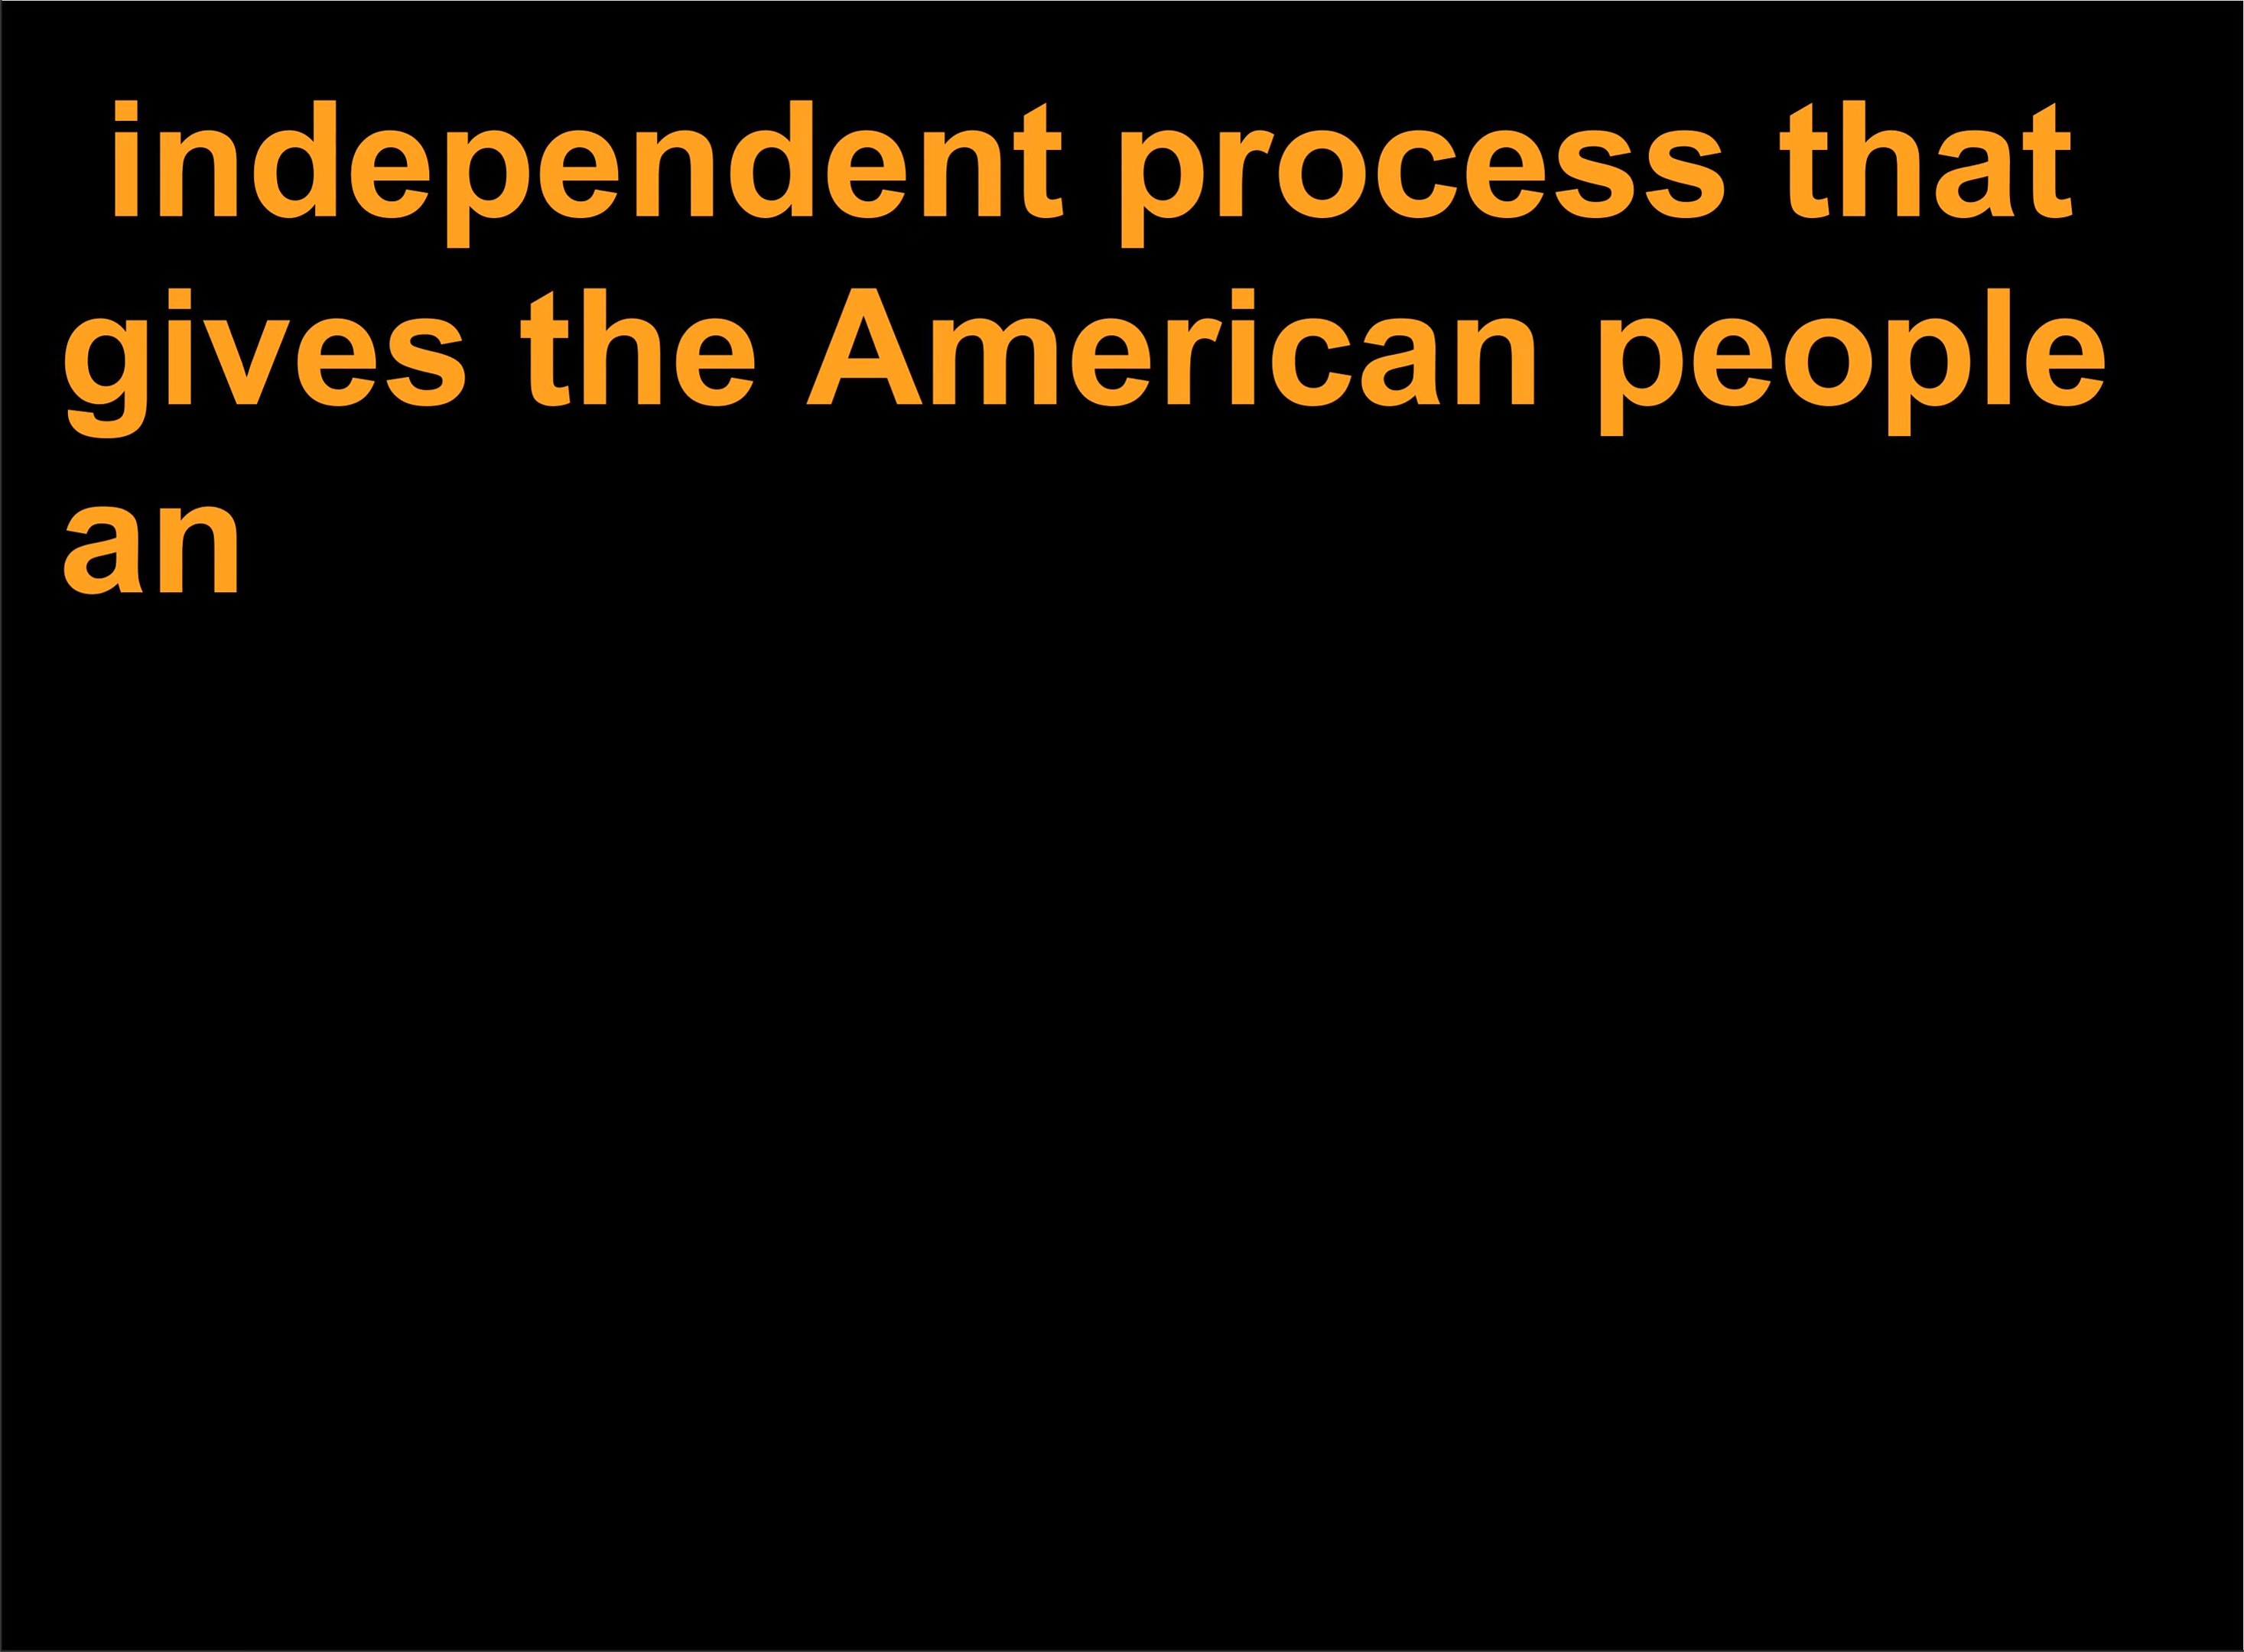 independent process that
gives the American people
an